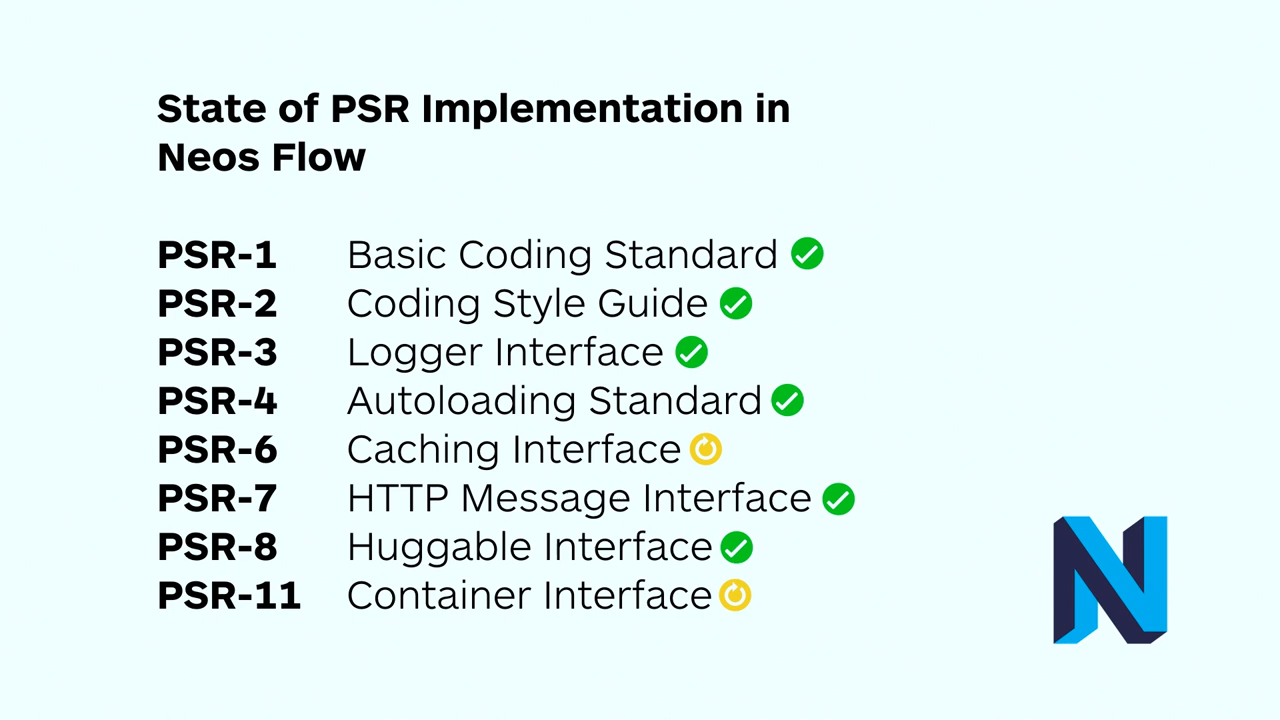 State of PSR Implementation in
Neos Flow
PSR-1 Basic Coding Standard
PSR-2 Coding Style Guide
PSR-3 Logger Interface
PSR-4 Autoloading Standard
PSR-6 Caching Interface
PSR-7 HTTP Message Interface
PSR-8 Huggable Interface
PSR-11 Container Interface
N